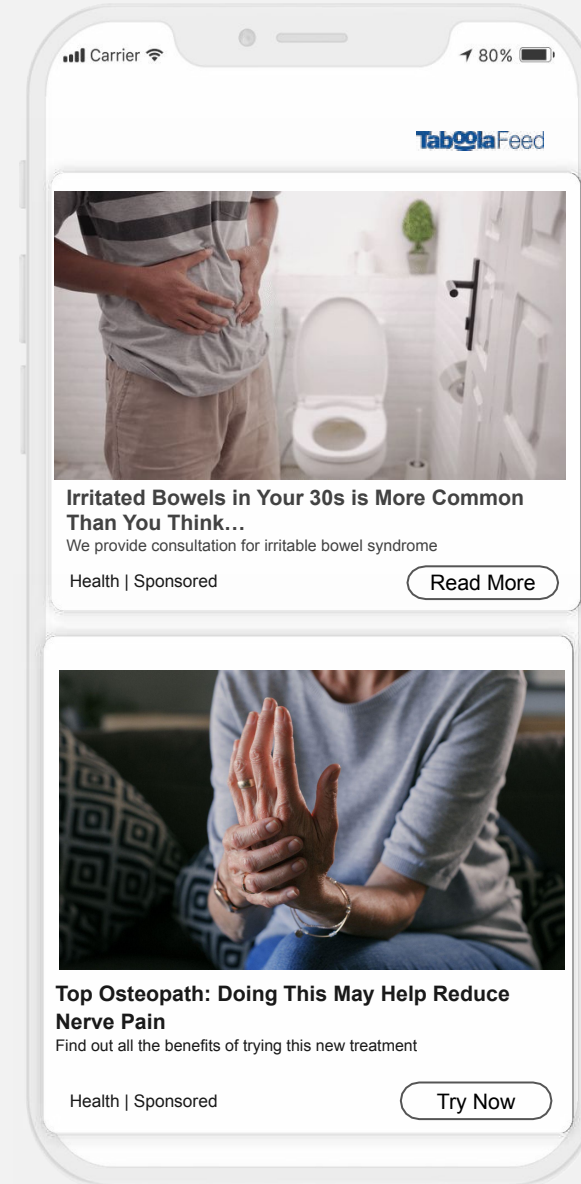 Carrier
80%
Taboola Feed
Irritated Bowels in Your 30s is More Common
Than You Think…
We provide consultation for irritable bowel syndrome
Health | Sponsored
Read More
Top Osteopath: Doing This May Help Reduce
Nerve Pain
Find out all the benefits of trying this new treatment
Health | Sponsored
Try Now